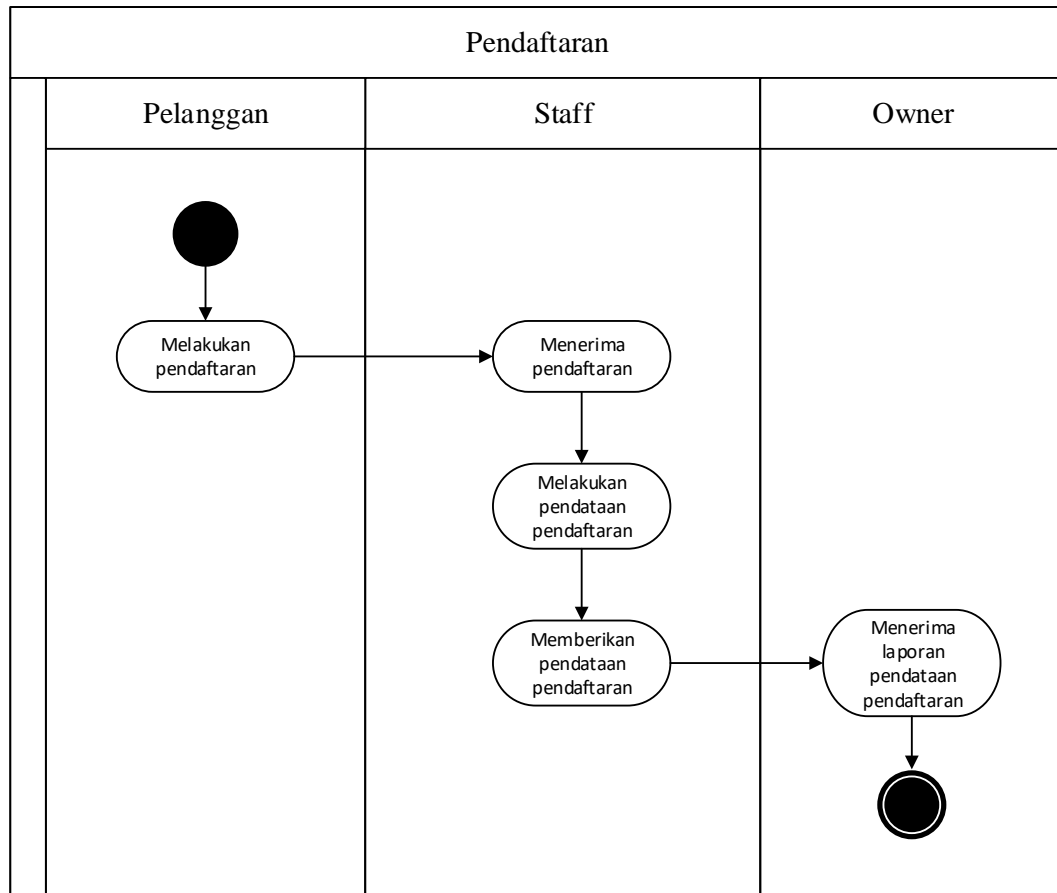 Pendaftaran
Pelanggan
Staff
Owner
Melakukan
pendaftaran
Menerima
pendaftaran
Melakukan
pendataan
pendaftaran
Memberikan
pendataan
pendaftaran
Menerima
laporan
pendataan
pendaftaran